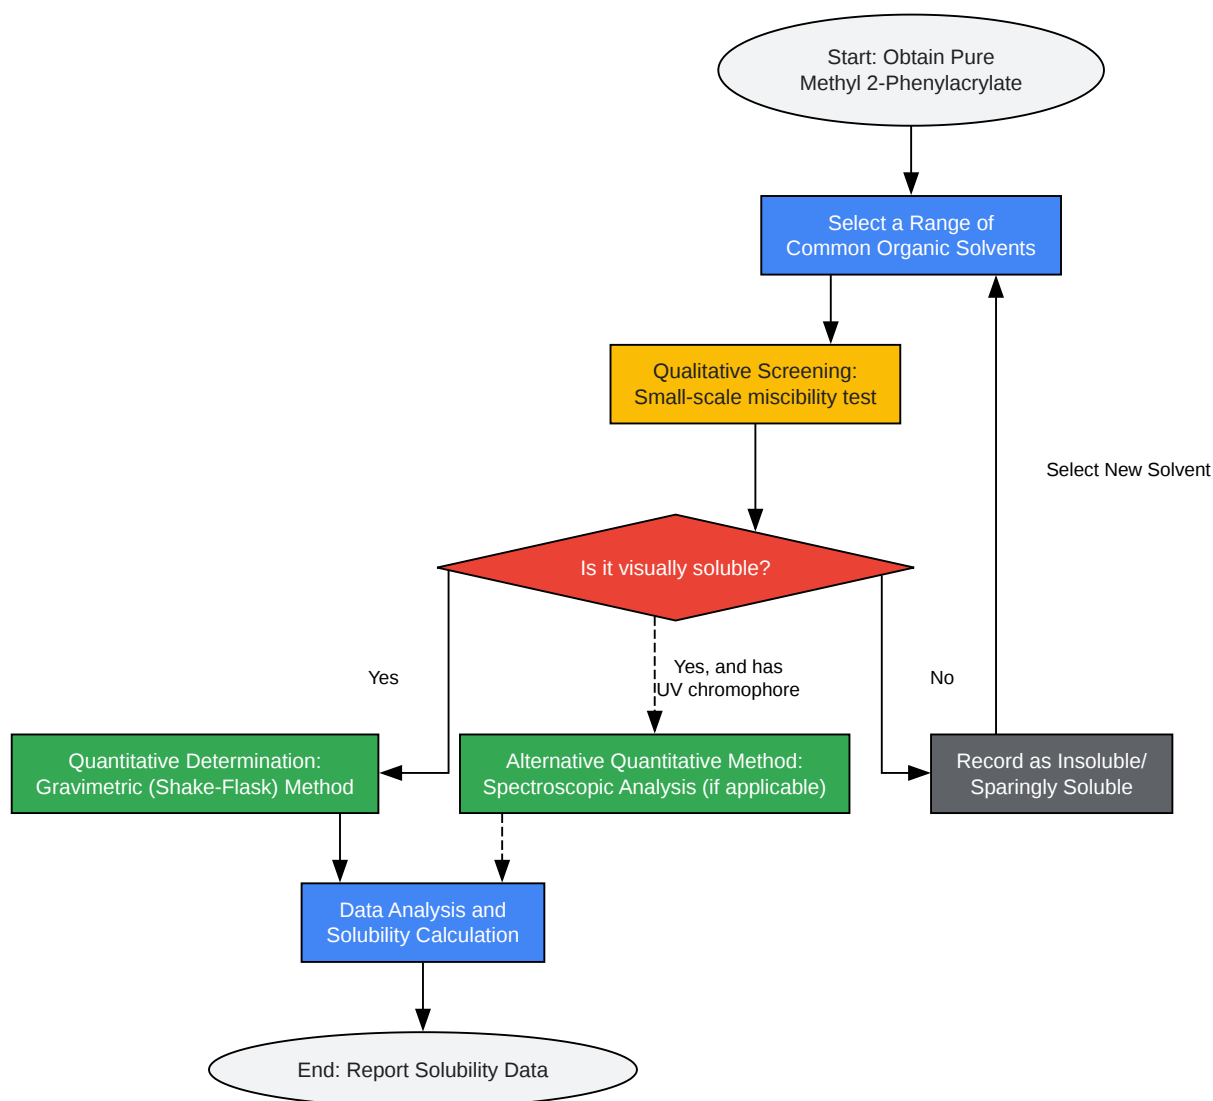 Start: Obtain Pure
Methyl 2-Phenylacrylate
Select a Range of
Common Organic Solvents
Qualitative Screening:
Small-scale miscibility test
Select New Solvent
Is it visually soluble?
Yes
Yes, and has
UV chromophore
No
Quantitative Determination:
Gravimetric (Shake-Flask) Method
Alternative Quantitative Method:
Spectroscopic Analysis (if applicable)
Record as Insoluble/
Sparingly Soluble
Data Analysis and
Solubility Calculation
End: Report Solubility Data